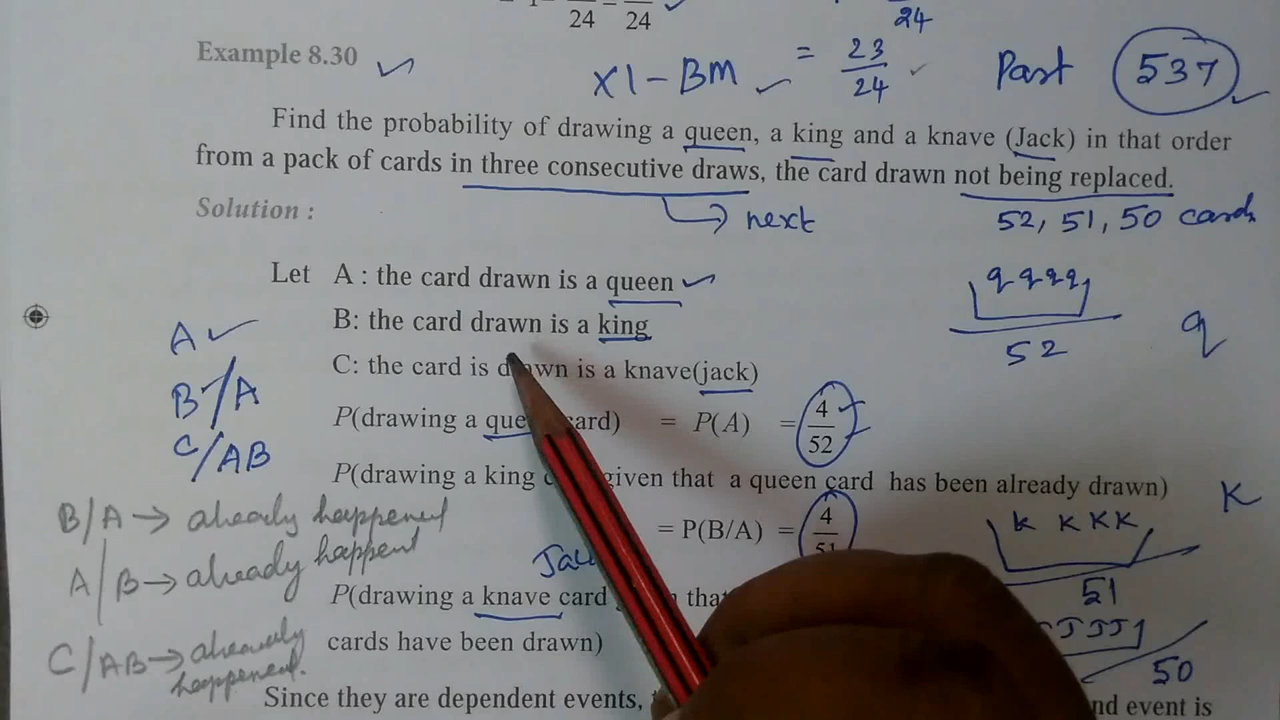 24 24
24
Example 8.30
XI-BM
= 23
24
Past 537
Find the probability of drawing a queen, a king and a knave (Jack) in that order
from a pack of cards in three consecutive draws, the card drawn not being replaced.
Solution :
next
52, 51, 50 cards
Let A : the card drawn is a queen
q q q q
52
q
B: the card drawn is a king
A
C: the card is drawn is a knave(jack)
B/A
P(drawing a que card) = P(A) = 4
52
C/AB
P(drawing a king given that a queen card has been already drawn)
K
B/A → already happened
K K K K
51
= P(B/A) = 4
51
A/B → already happent
P(drawing a knave card
J J J
50
C/AB → already
happened.
cards have been drawn)
Since they are dependent events,
nd event is